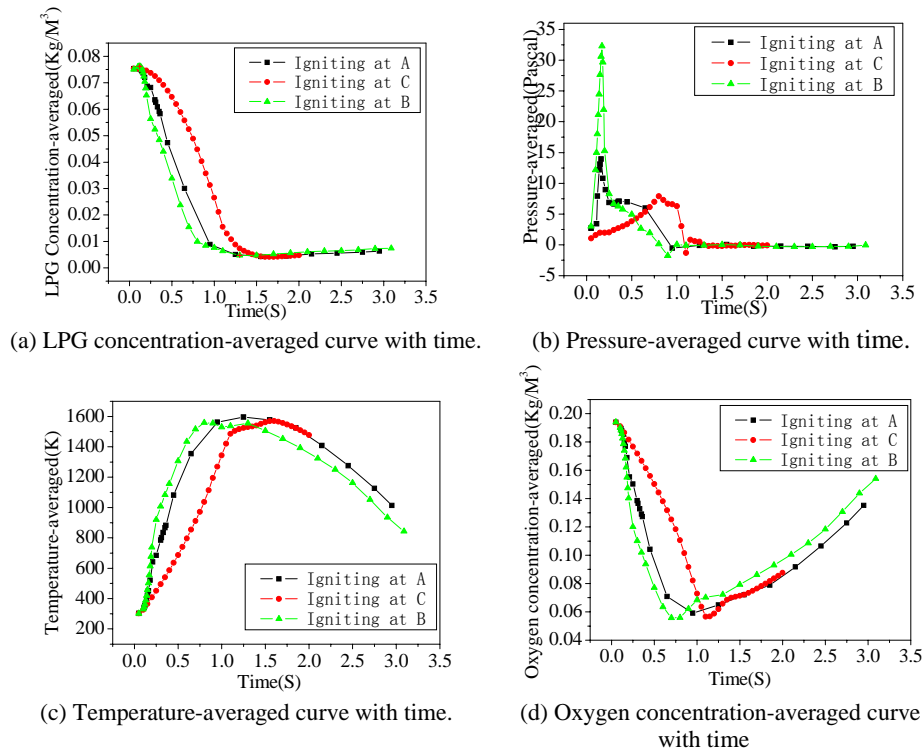 0.08
0.07
0.06
0.05
0.04
0.03
0.02
0.01
0.00
LPG Concentration-averaged(Kg/M³)
Igniting at A
Igniting at C
Igniting at B
0.0 0.5 1.0 1.5 2.0 2.5 3.0 3.5
Time(S)
(a) LPG concentration-averaged curve with time.
35
30
25
20
15
10
5
0
-5
Pressure-averaged(Pascal)
Igniting at A
Igniting at C
Igniting at B
0.0 0.5 1.0 1.5 2.0 2.5 3.0 3.5
Time(S)
(b) Pressure-averaged curve with time.
1600
1400
1200
1000
800
600
400
200
Temperature-averaged(K)
Igniting at A
Igniting at C
Igniting at B
0.0 0.5 1.0 1.5 2.0 2.5 3.0 3.5
Time(S)
(c) Temperature-averaged curve with time.
0.20
0.18
0.16
0.14
0.12
0.10
0.08
0.06
0.04
Oxygen concentration-averaged(Kg/M³)
Igniting at A
Igniting at C
Igniting at B
0.0 0.5 1.0 1.5 2.0 2.5 3.0 3.5
Time(S)
(d) Oxygen concentration-averaged curve
with time